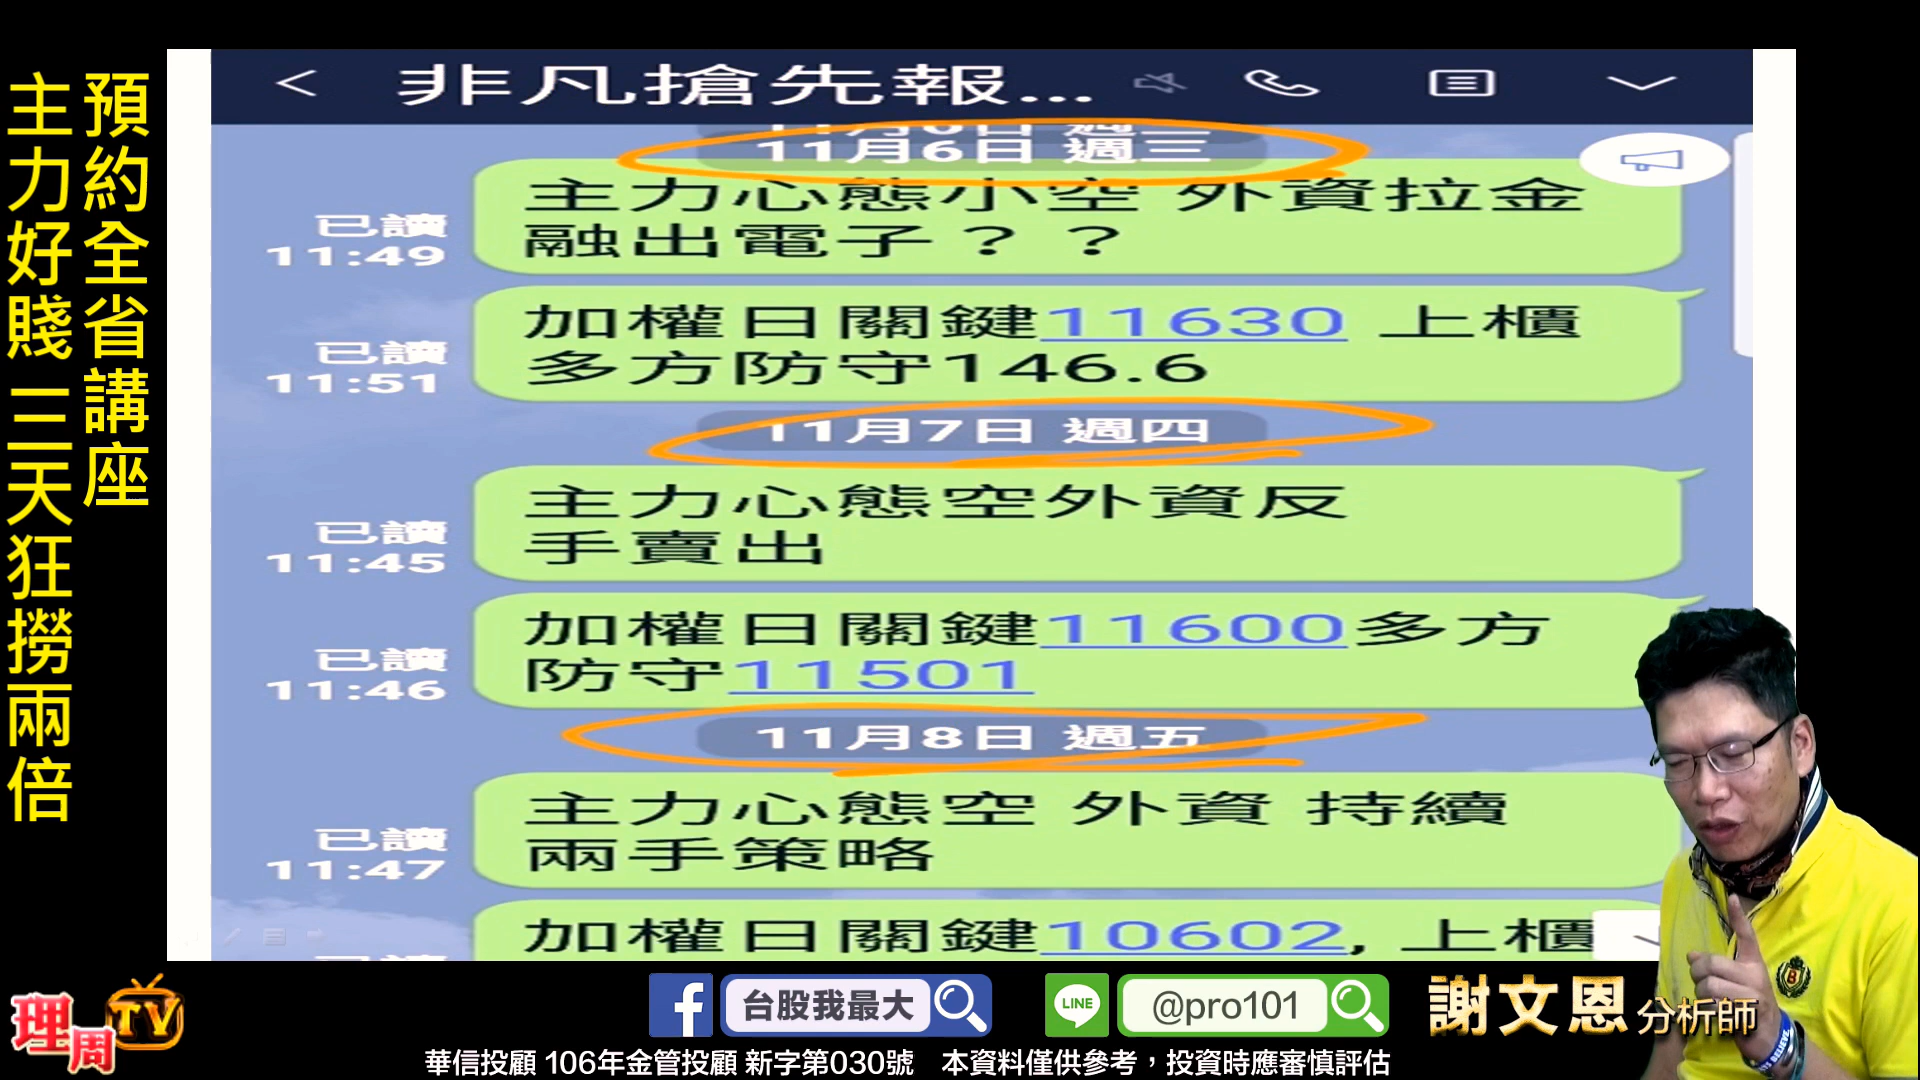 預約全省講座
主力好賤 三天狂撈兩倍
非凡搶先報...
11月6日 週三
主力心態小空 外資拉金
融出電子？？
已讀
11:49
加權日關鍵11630 上櫃
多方防守146.6
已讀
11:51
11月7日 週四
主力心態空外資反
手賣出
已讀
11:45
加權日關鍵11600多方
防守11501
已讀
11:46
11月8日 週五
主力心態空 外資 持續
兩手策略
已讀
11:47
加權日關鍵10602, 上櫃
理周TV
台股我最大
LINE
@pro101
謝文恩 分析師
華信投顧 106年金管投顧 新字第030號 本資料僅供參考，投資時應審慎評估